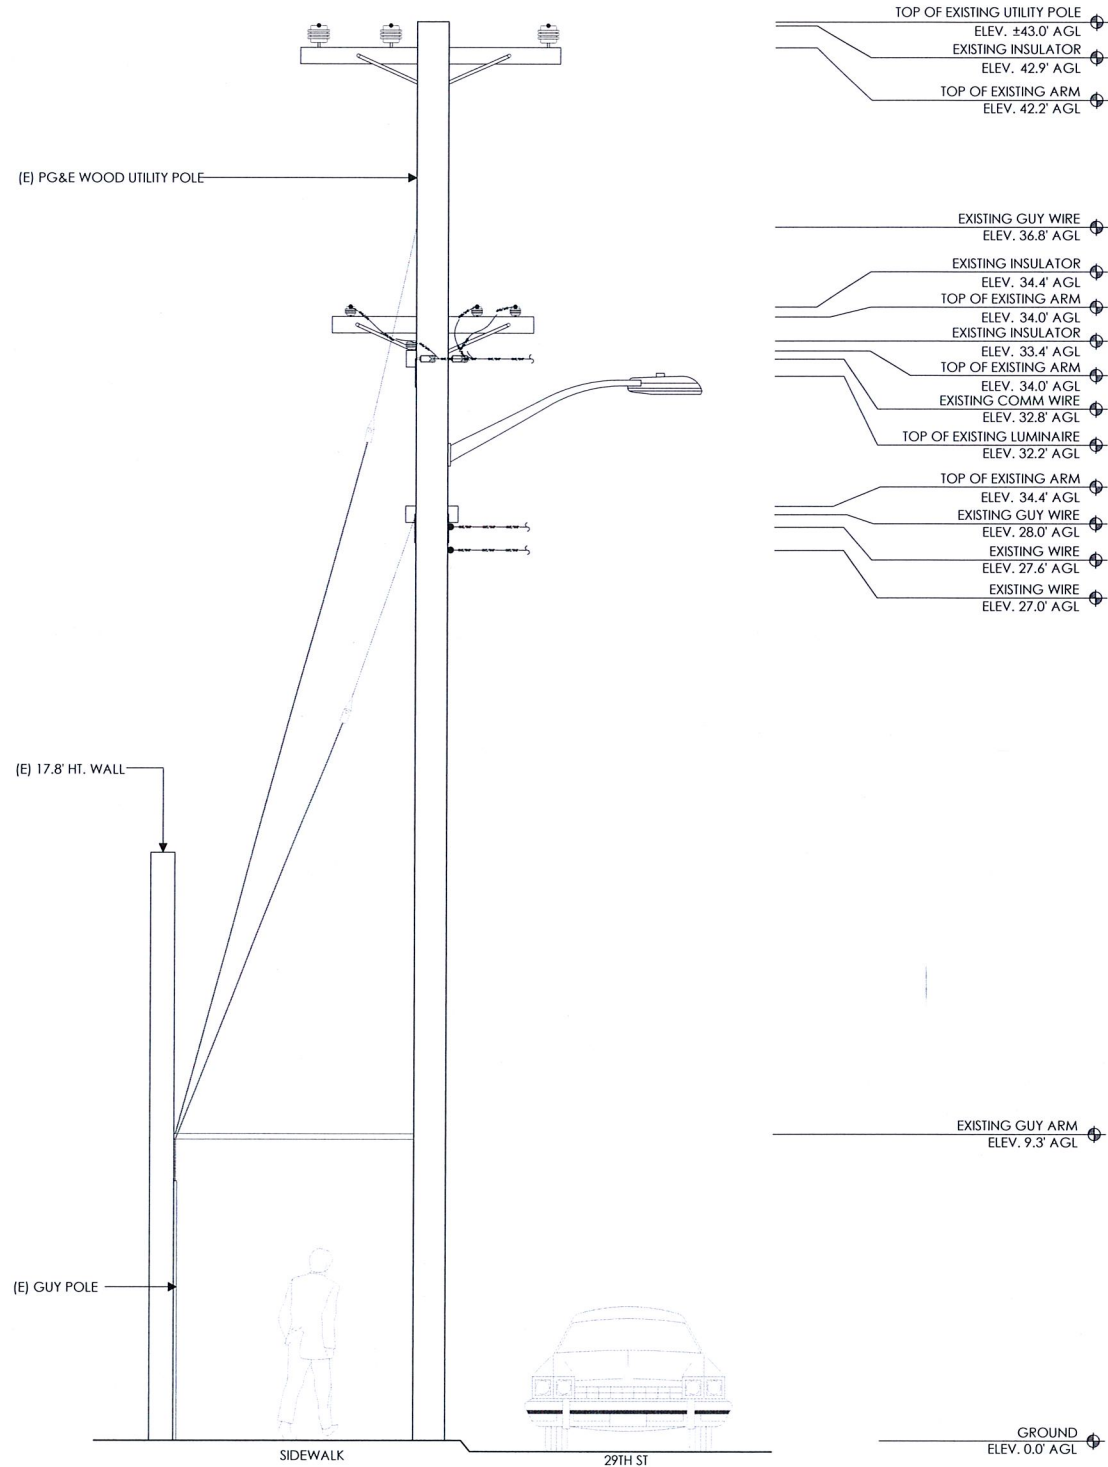 TOP OF EXISTING UTILITY POLE
ELEV. ±43.0' AGL
EXISTING INSULATOR
ELEV. 42.9' AGL
TOP OF EXISTING ARM
ELEV. 42.2' AGL
(E) PG&E WOOD UTILITY POLE
EXISTING GUY WIRE
ELEV. 36.8' AGL
EXISTING INSULATOR
ELEV. 34.4' AGL
TOP OF EXISTING ARM
ELEV. 34.0' AGL
EXISTING INSULATOR
ELEV. 33.4' AGL
TOP OF EXISTING ARM
ELEV. 34.0' AGL
EXISTING COMM WIRE
ELEV. 32.8' AGL
TOP OF EXISTING LUMINAIRE
ELEV. 32.2' AGL
TOP OF EXISTING ARM
ELEV. 34.4' AGL
EXISTING GUY WIRE
ELEV. 28.0' AGL
EXISTING WIRE
ELEV. 27.6' AGL
EXISTING WIRE
ELEV. 27.0' AGL
(E) 17.8' HT. WALL
EXISTING GUY ARM
ELEV. 9.3' AGL
(E) GUY POLE
GROUND
ELEV. 0.0' AGL
SIDEWALK
29TH ST